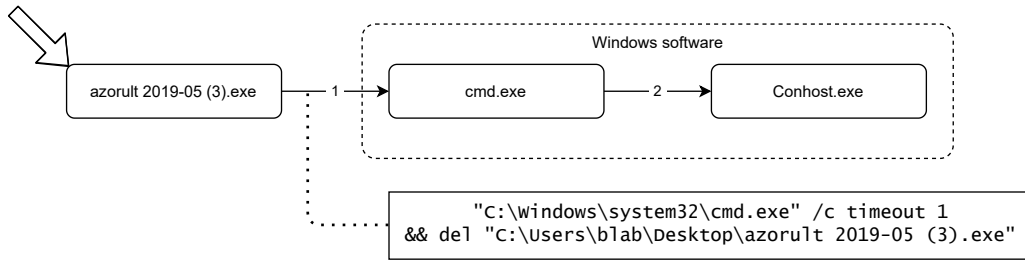 Windows software
azorult 2019-05 (3).exe
1
cmd.exe
2
Conhost.exe
"C:\Windows\system32\cmd.exe" /c timeout 1
&& del "C:\Users\blab\Desktop\azorult 2019-05 (3).exe"